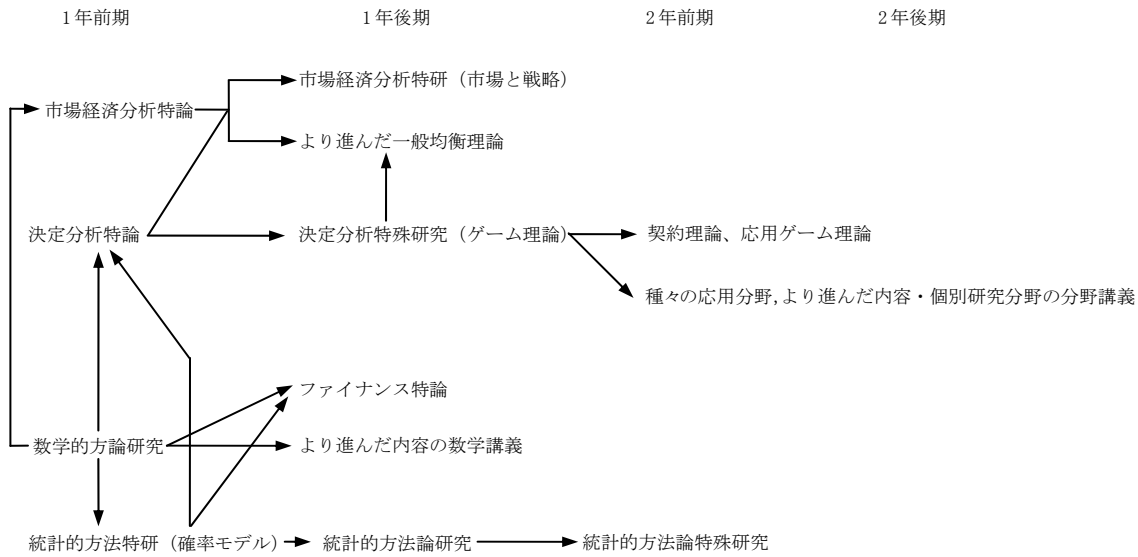 1年前期 1年後期 2年前期 2年後期
市場経済分析特研（市場と戦略）
市場経済分析特論
より進んだ一般均衡理論
決定分析特論 決定分析特殊研究（ゲーム理論） 契約理論、応用ゲーム理論
種々の応用分野,より進んだ内容・個別研究分野の分野講義
ファイナンス特論
数学的方論研究 より進んだ内容の数学講義
統計的方法特研（確率モデル） 統計的方法論研究 統計的方法論特殊研究